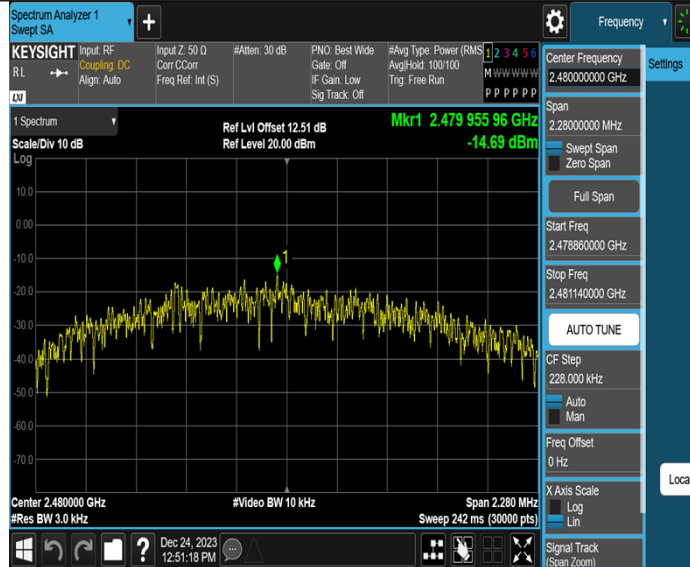 Spectrum Analyzer 1
Swept SA
+
Frequency
KEYSIGHT
RL
LXI
Input: RF
Coupling: DC
Align: Auto
Input Z: 50 Ω
Corr CCorr
Freq Ref: Int (S)
#Atten: 30 dB
PNO: Best Wide
Gate: Off
IF Gain: Low
Sig Track: Off
#Avg Type: Power (RMS
Avg|Hold: 100/100
Trig: Free Run
1 2 3 4 5 6
M W W W W W
P P P P P P
1 Spectrum
Scale/Div 10 dB
Log
Ref Lvl Offset 12.51 dB
Ref Level 20.00 dBm
Mkr1 2.479 955 96 GHz
-14.69 dBm
10.0
0.00
-10.0
-20.0
-30.0
-40.0
-50.0
-60.0
-70.0
1
Center 2.480000 GHz
#Res BW 3.0 kHz
#Video BW 10 kHz
Span 2.280 MHz
Sweep 242 ms (30000 pts)
Center Frequency
2.480000000 GHz
Span
2.28000000 MHz
Swept Span
Zero Span
Full Span
Start Freq
2.478860000 GHz
Stop Freq
2.481140000 GHz
AUTO TUNE
CF Step
228.000 kHz
Auto
Man
Freq Offset
0 Hz
X Axis Scale
Log
Lin
Signal Track
(Span Zoom)
Settings
Loca
?
Dec 24, 2023
12:51:18 PM